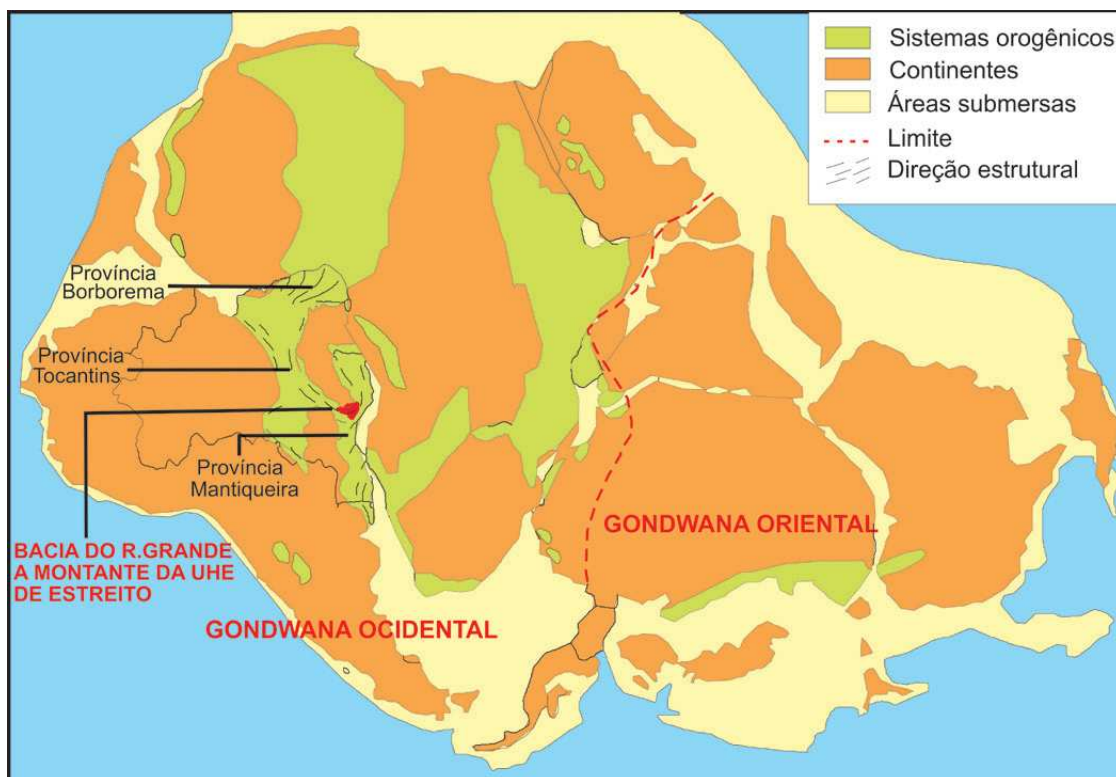 Sistemas orogênicos
Continentes
Áreas submersas
Limite
Direção estrutural
Província
Borborema
Província
Tocantins
Província
Mantiqueira
BACIA DO R.GRANDE
A MONTANTE DA UHE
DE ESTREITO
GONDWANA ORIENTAL
GONDWANA OCIDENTAL